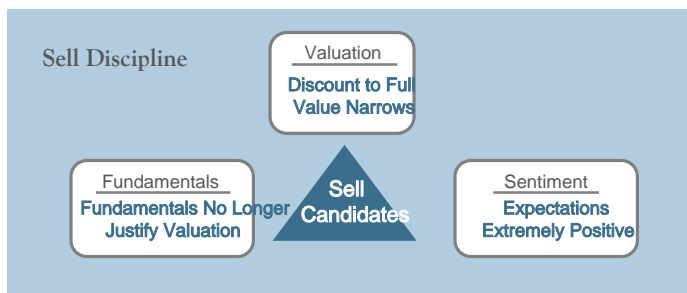 Sell Discipline
Valuation
Discount to Full
Value Narrows
Fundamentals
Fundamentals No Longer
Justify Valuation
Sell
Candidates
Sentiment
Expectations
Extremely Positive